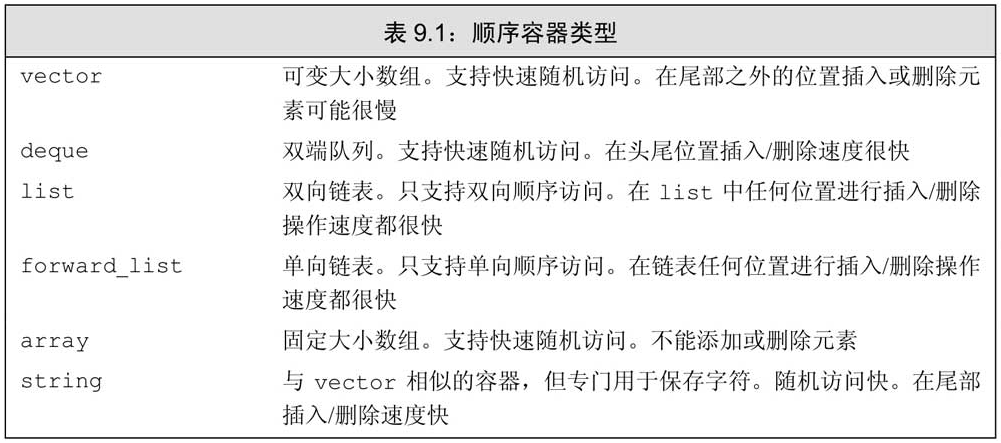 表 9.1：顺序容器类型
vector 可变大小数组。支持快速随机访问。在尾部之外的位置插入或删除元
素可能很慢
deque 双端队列。支持快速随机访问。在头尾位置插入/删除速度很快
list 双向链表。只支持双向顺序访问。在 list 中任何位置进行插入/删除
操作速度都很快
forward_list 单向链表。只支持单向顺序访问。在链表任何位置进行插入/删除操作
速度都很快
array 固定大小数组。支持快速随机访问。不能添加或删除元素
string 与 vector 相似的容器，但专门用于保存字符。随机访问快。在尾部
插入/删除速度快